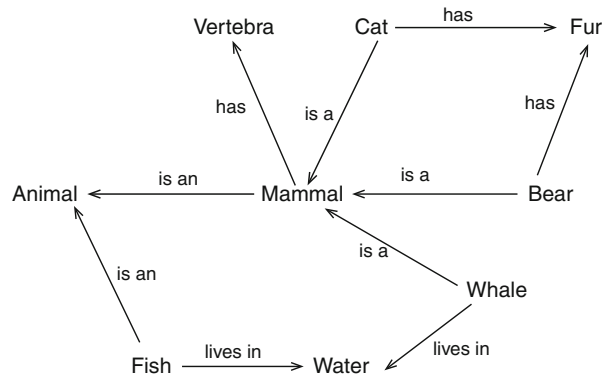 Vertebra Cat has Fur
has is a has
Animal is an Mammal is a Bear
is an is a
Whale
Fish lives in Water lives in